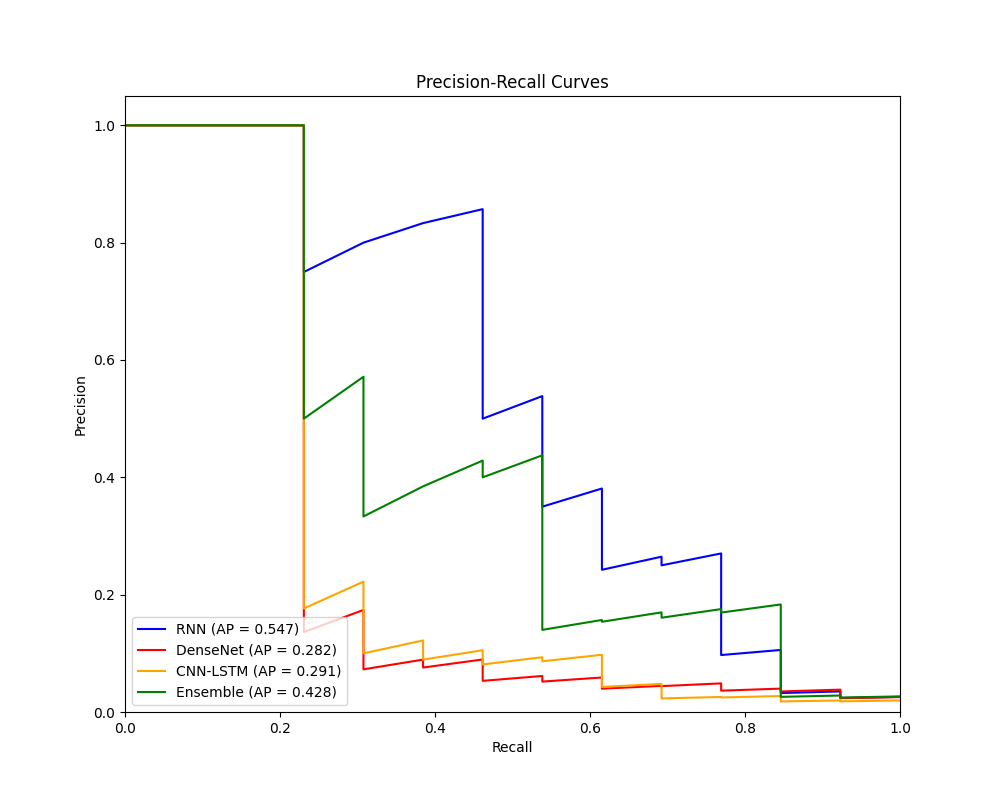 Precision-Recall Curves
Precision
1.0
0.8
0.6
0.4
0.2
0.0
RNN (AP = 0.547)
DenseNet (AP = 0.282)
CNN-LSTM (AP = 0.291)
Ensemble (AP = 0.428)
0.0 0.2 0.4 0.6 0.8 1.0
Recall